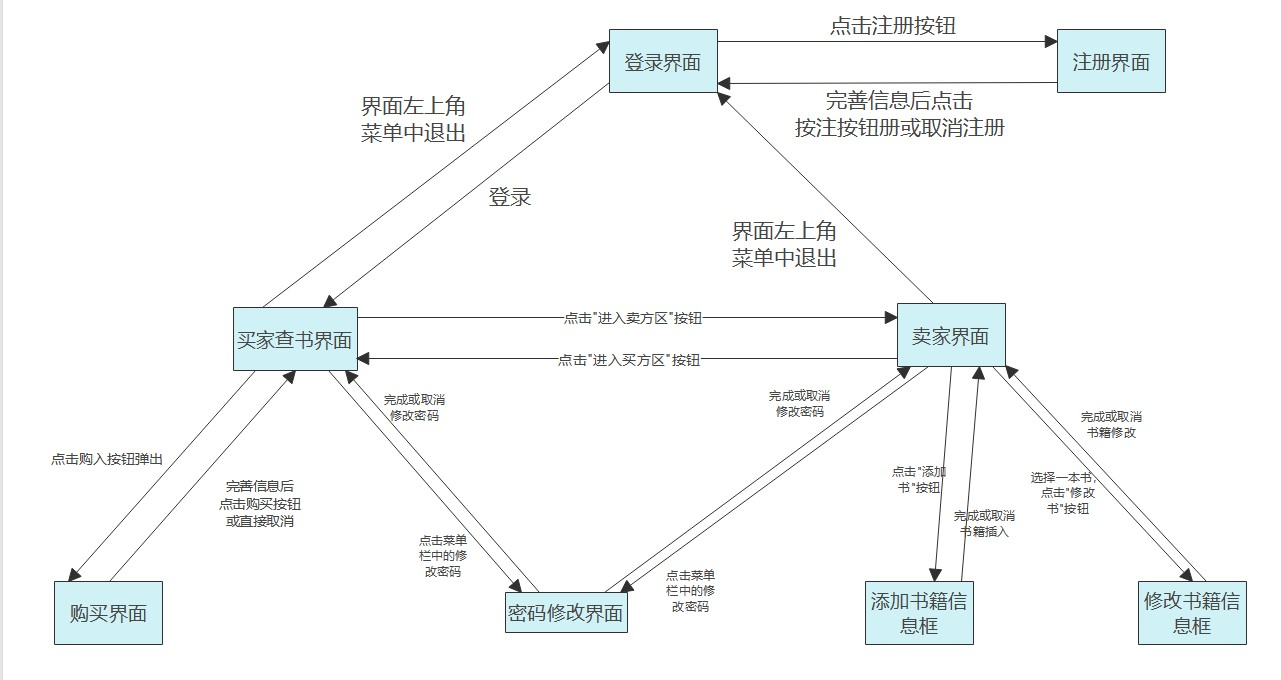 点击注册按钮
登录界面
注册界面
完善信息后点击
按注按钮册或取消注册
界面左上角
菜单中退出
登录
界面左上角
菜单中退出
买家查书界面
点击"进入卖方区"按钮
卖家界面
点击"进入买方区"按钮
完成或取消
修改密码
完成或取消
修改密码
完成或取消
书籍修改
点击购入按钮弹出
完善信息后
点击购买按钮
或直接取消
点击"添加
书"按钮
选择一本书,
点击"修改
书"按钮
完成或取消
书籍插入
点击菜单
栏中的修
改密码
点击菜单
栏中的修
改密码
购买界面
密码修改界面
添加书籍信
息框
修改书籍信
息框